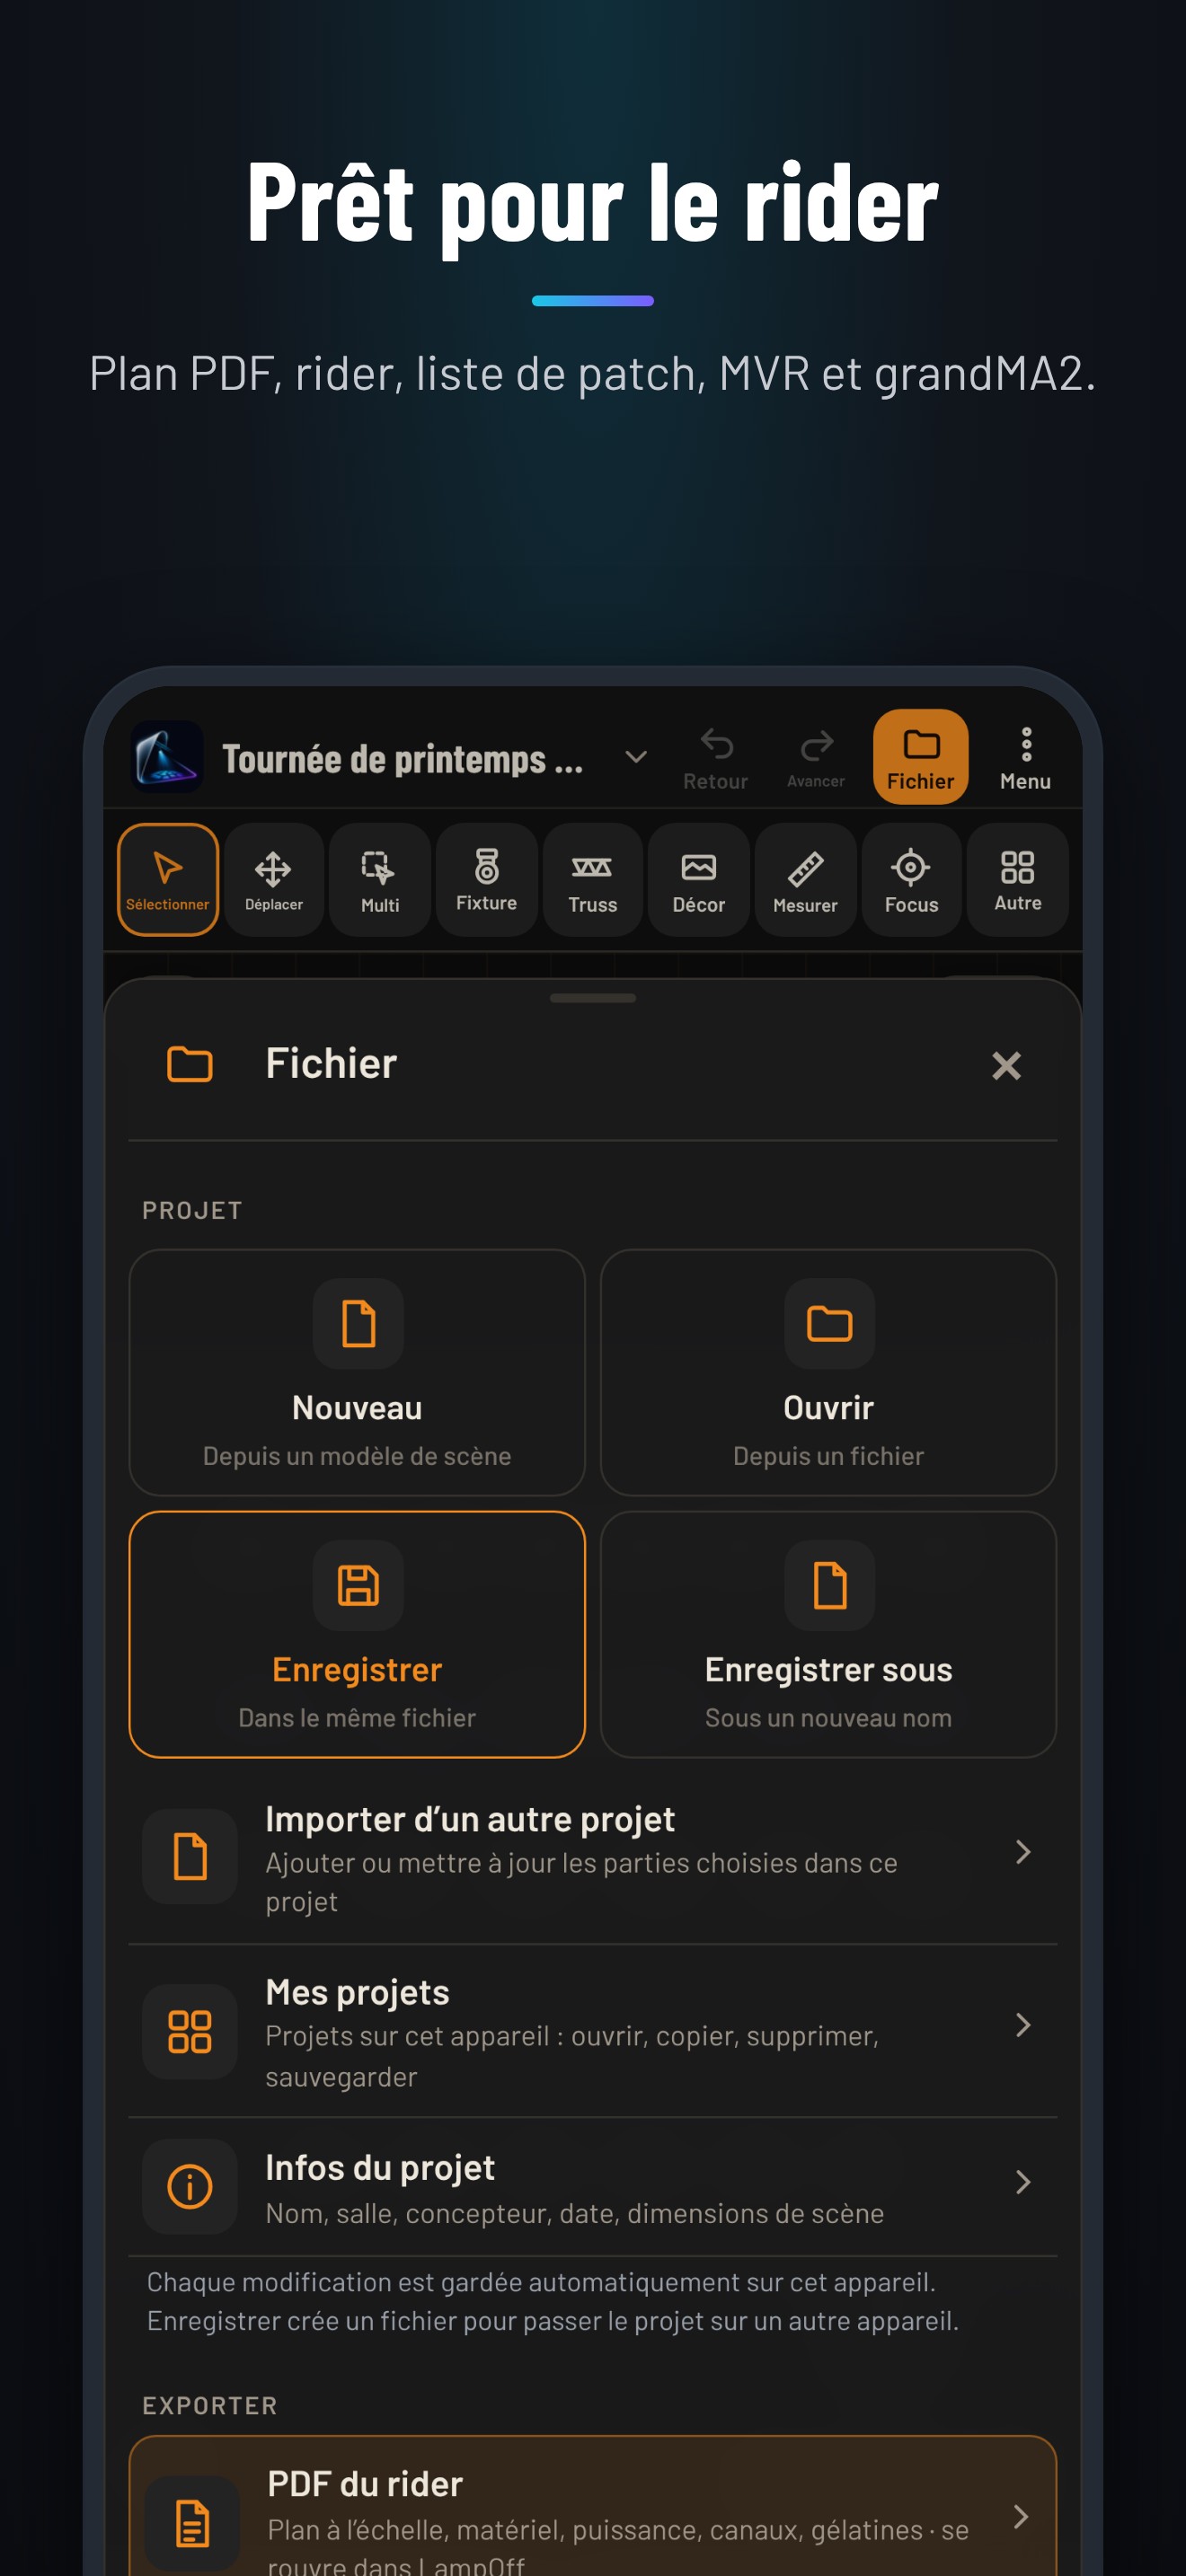 Prêt pour le rider
Plan PDF, rider, liste de patch, MVR et grandMA2.
Tournée de printemps ...
Retour
Avancer
Fichier
Menu
Sélectionner
Déplacer
Multi
Fixture
Truss
Décor
Mesurer
Focus
Autre
Fichier
PROJET
Nouveau
Depuis un modèle de scène
Ouvrir
Depuis un fichier
Enregistrer
Dans le même fichier
Enregistrer sous
Sous un nouveau nom
Importer d’un autre projet
Ajouter ou mettre à jour les parties choisies dans ce
projet
Mes projets
Projets sur cet appareil : ouvrir, copier, supprimer,
sauvegarder
Infos du projet
Nom, salle, concepteur, date, dimensions de scène
Chaque modification est gardée automatiquement sur cet appareil.
Enregistrer crée un fichier pour passer le projet sur un autre appareil.
EXPORTER
PDF du rider
Plan à l’échelle, matériel, puissance, canaux, gélatines · se
rouvre dans LampOff